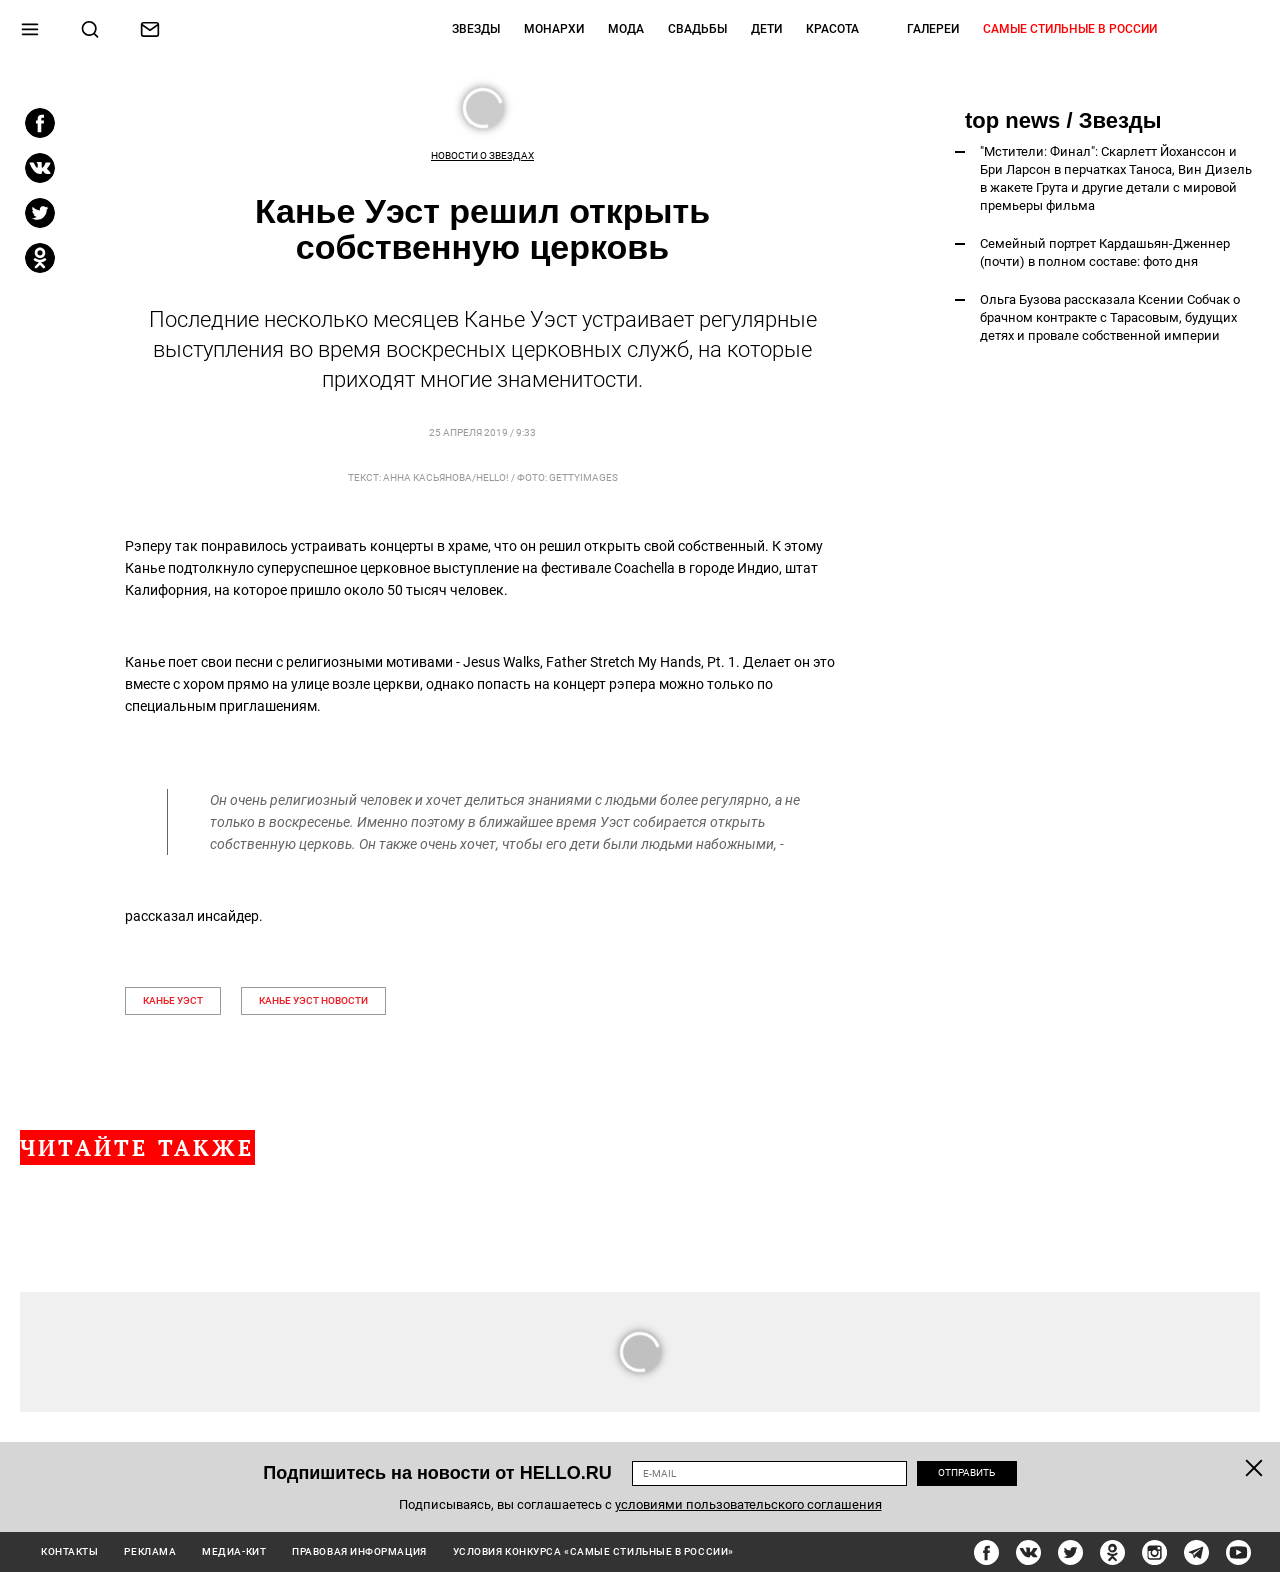 ЗВЕЗДЫ МОНАРХИ МОДА СВАДЬБЫ ДЕТИ КРАСОТА ГАЛЕРЕИ САМЫЕ СТИЛЬНЫЕ В РОССИИ
НОВОСТИ О ЗВЕЗДАХ
Канье Уэст решил открыть
собственную церковь
Последние несколько месяцев Канье Уэст устраивает регулярные
выступления во время воскресных церковных служб, на которые
приходят многие знаменитости.
25 АПРЕЛЯ 2019 / 9:33
ТЕКСТ: АННА КАСЬЯНОВА/HELLO! / ФОТО: GETTYIMAGES
Рэперу так понравилось устраивать концерты в храме, что он решил открыть свой собственный. К этому
Канье подтолкнуло суперуспешное церковное выступление на фестивале Coachella в городе Индио, штат
Калифорния, на которое пришло около 50 тысяч человек.
Канье поет свои песни с религиозными мотивами - Jesus Walks, Father Stretch My Hands, Pt. 1. Делает он это
вместе с хором прямо на улице возле церкви, однако попасть на концерт рэпера можно только по
специальным приглашениям.
Он очень религиозный человек и хочет делиться знаниями с людьми более регулярно, а не
только в воскресенье. Именно поэтому в ближайшее время Уэст собирается открыть
собственную церковь. Он также очень хочет, чтобы его дети были людьми набожными, -
рассказал инсайдер.
КАНЬЕ УЭСТ КАНЬЕ УЭСТ НОВОСТИ
top news / Звезды
"Мстители: Финал": Скарлетт Йоханссон и
Бри Ларсон в перчатках Таноса, Вин Дизель
в жакете Грута и другие детали с мировой
премьеры фильма
Семейный портрет Кардашьян-Дженнер
(почти) в полном составе: фото дня
Ольга Бузова рассказала Ксении Собчак о
брачном контракте с Тарасовым, будущих
детях и провале собственной империи
ЧИТАЙТЕ ТАКЖЕ
Подпишитесь на новости от HELLO.RU E-MAIL ОТПРАВИТЬ
Подписываясь, вы соглашаетесь с условиями пользовательского соглашения
КОНТАКТЫ РЕКЛАМА МЕДИА-КИТ ПРАВОВАЯ ИНФОРМАЦИЯ УСЛОВИЯ КОНКУРСА «САМЫЕ СТИЛЬНЫЕ В РОССИИ»